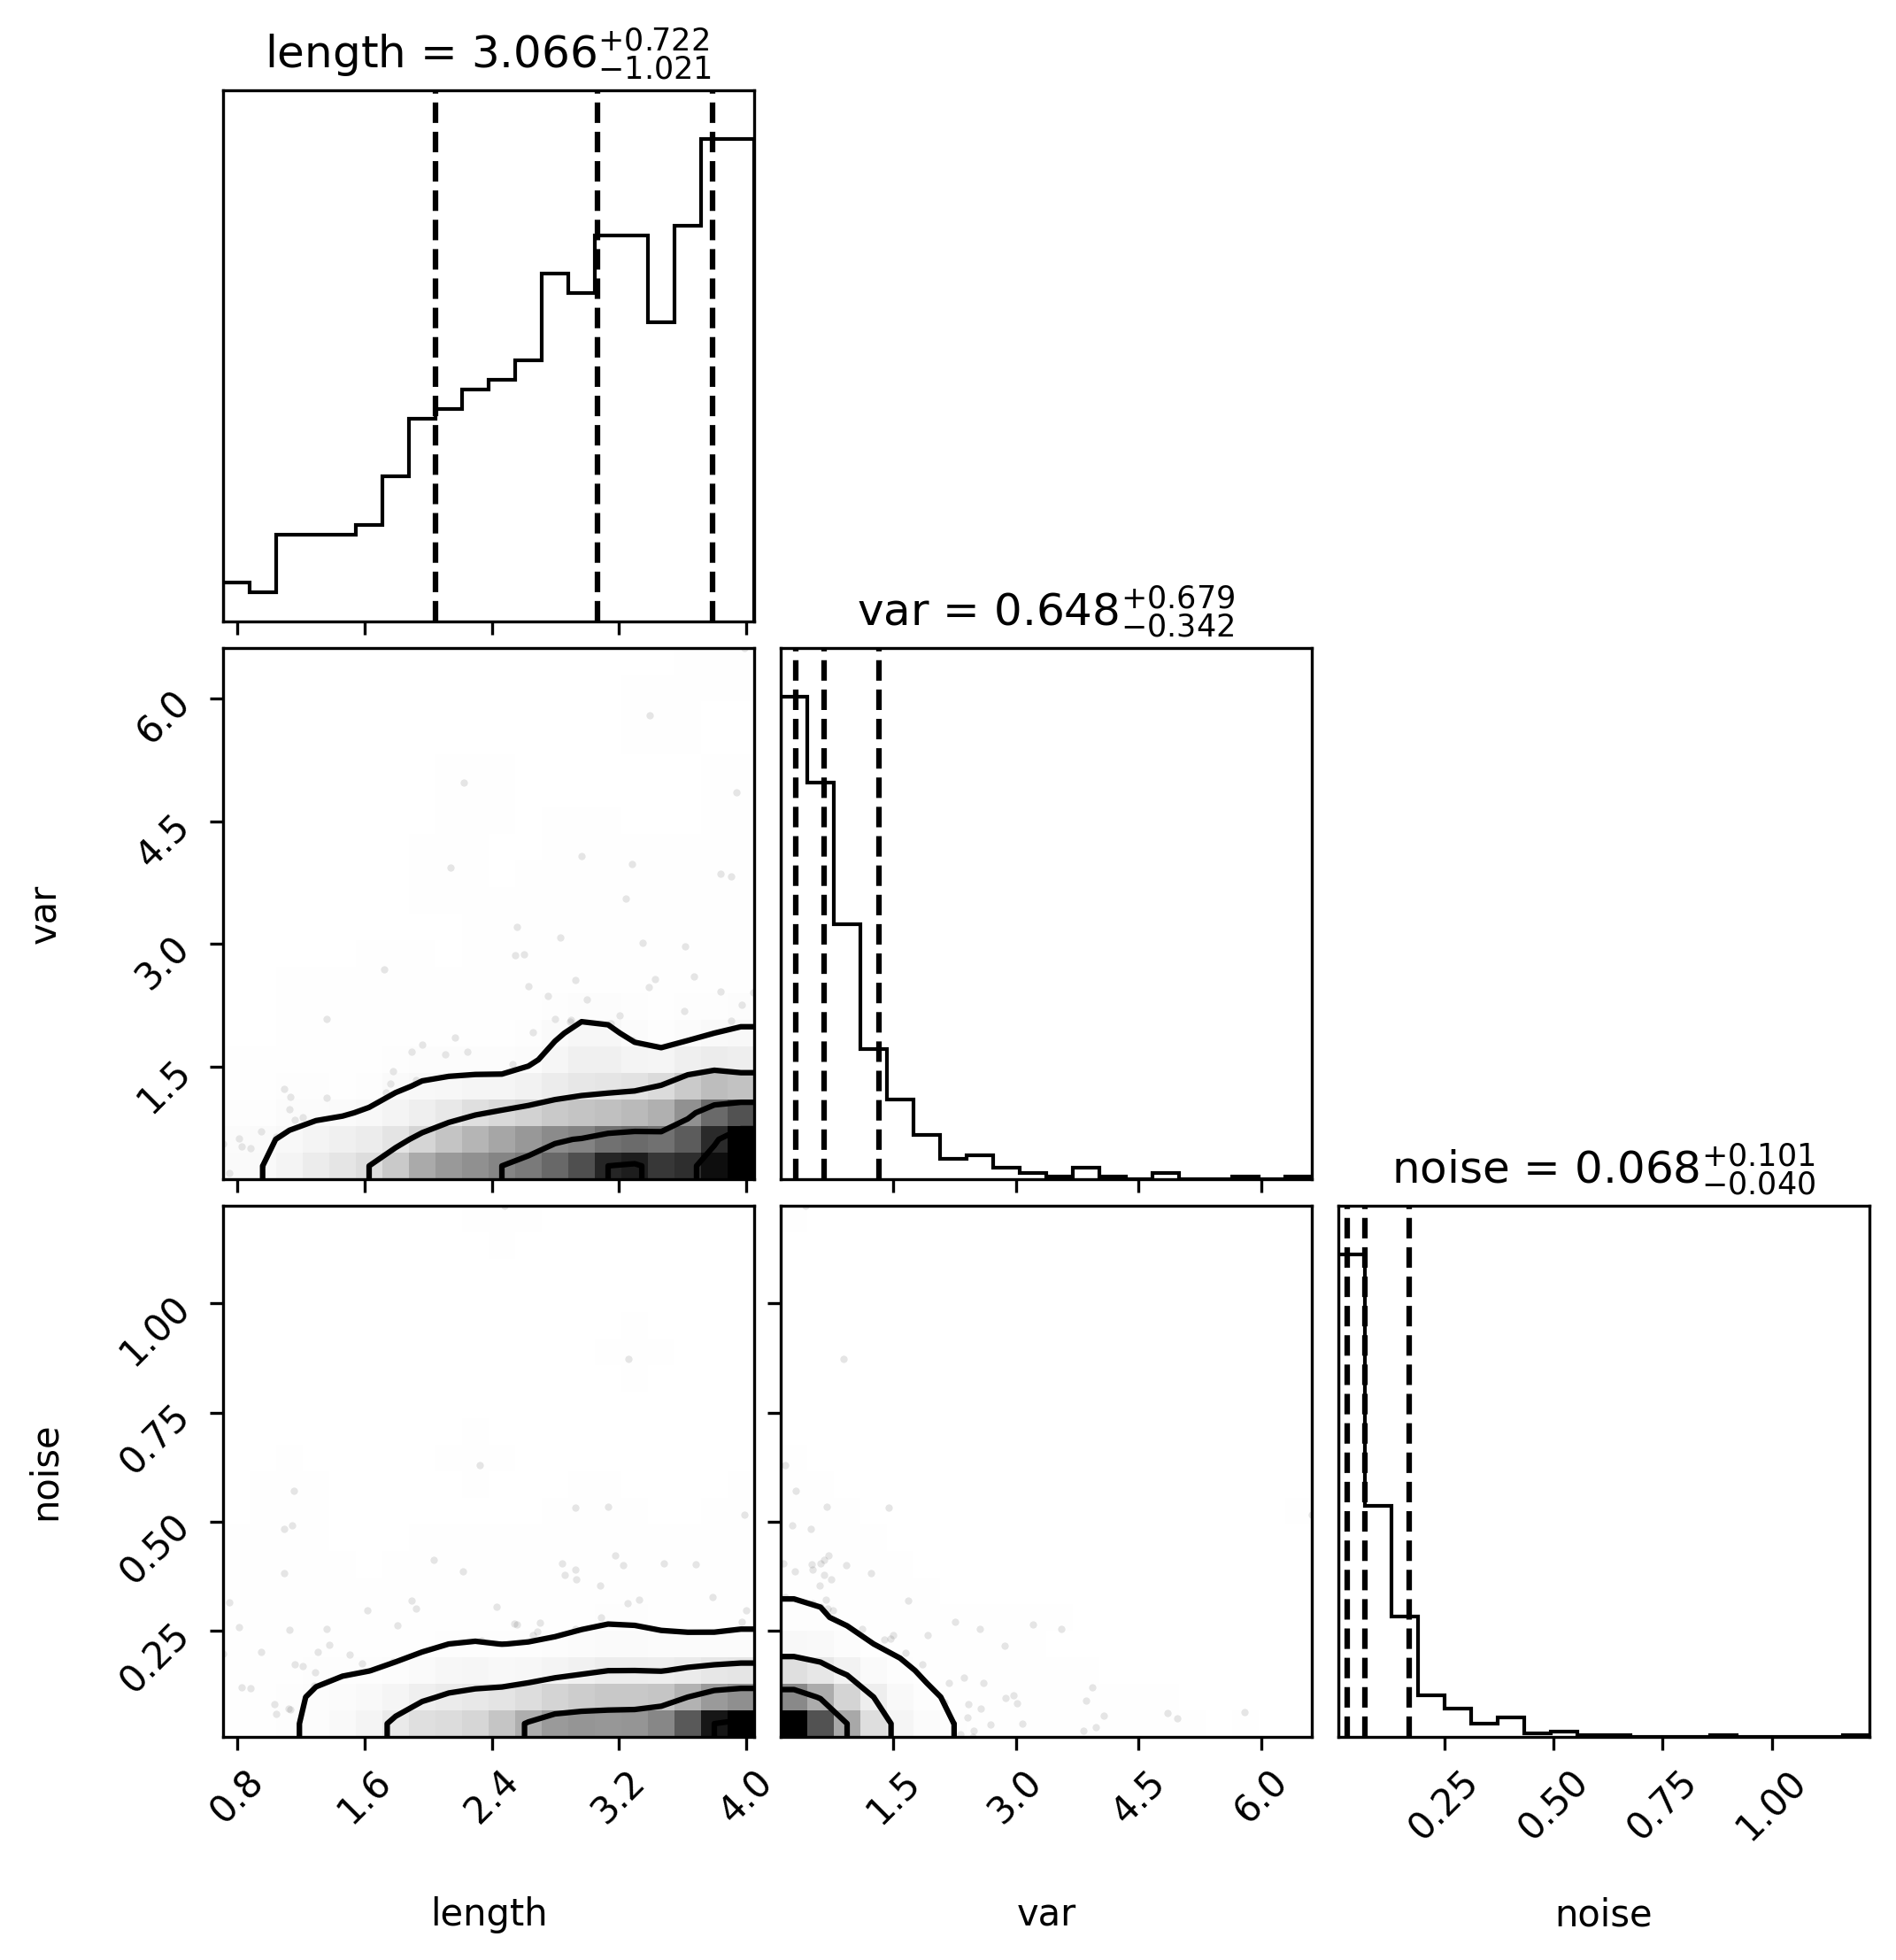 length = 3.066 +0.722 −1.021
var = 0.648 +0.679 −0.342
6.0
4.5
3.0
1.5
var
noise = 0.068 +0.101 −0.040
1.00
0.75
0.50
0.25
noise
0.8 1.6 2.4 3.2 4.0 1.5 3.0 4.5 6.0 0.25 0.50 0.75 1.00
length var noise